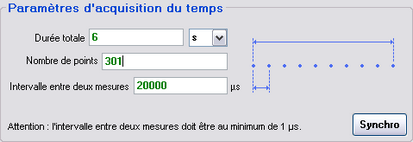 Paramètres d'acquisition du temps
Durée totale 6 s
Nombre de points 301
Intervalle entre deux mesures 20000 µs
Attention : l'intervalle entre deux mesures doit être au minimum de 1 µs.
Synchro